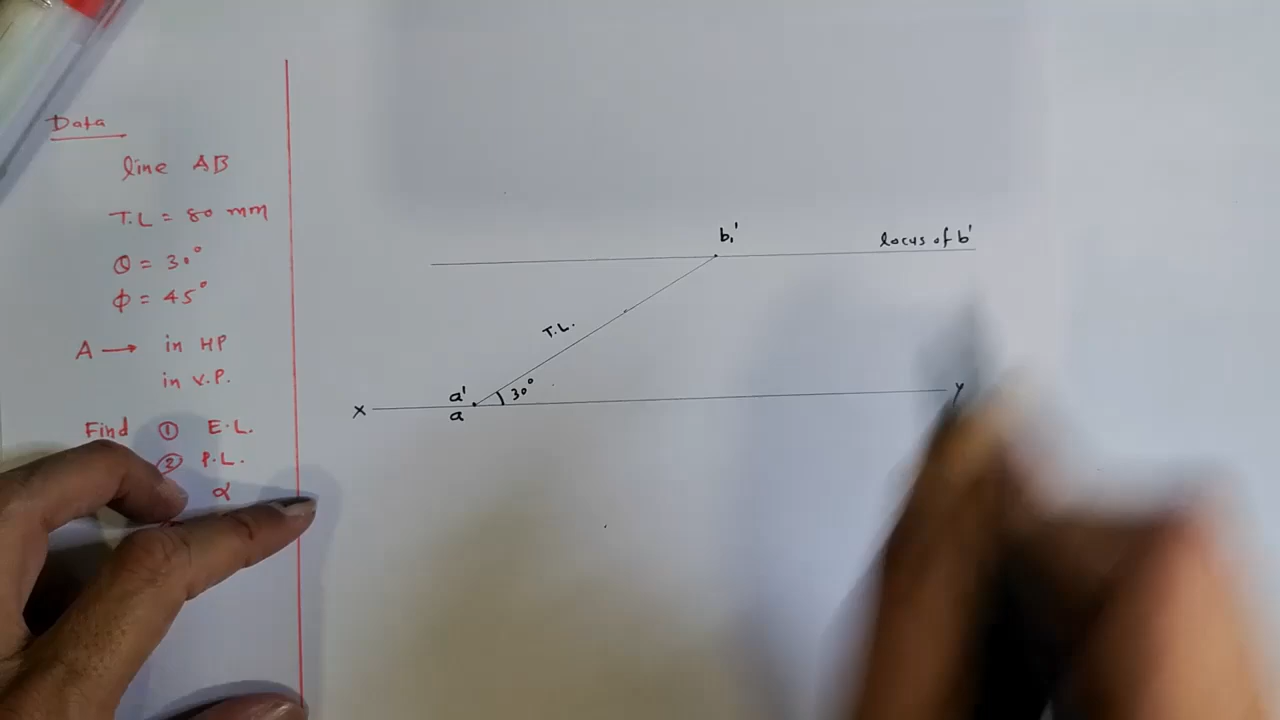 Data
line AB
T.L = 80 mm
θ = 30°
ϕ = 45°
A → in HP
in V.P.
Find ① E.L.
② P.L.
α
b₁'
locus of b'
T.L.
a' 30°
X Y
a